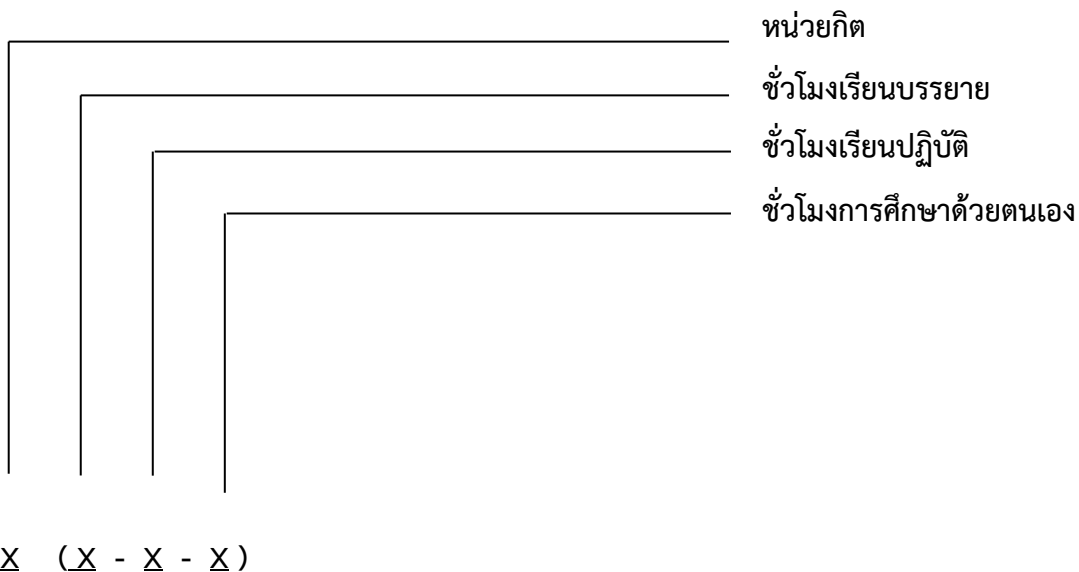 หน่วยกิต
ชั่วโมงเรียนบรรยาย
ชั่วโมงเรียนปฏิบัติ
ชั่วโมงการศึกษาด้วยตนเอง
X (X - X - X)